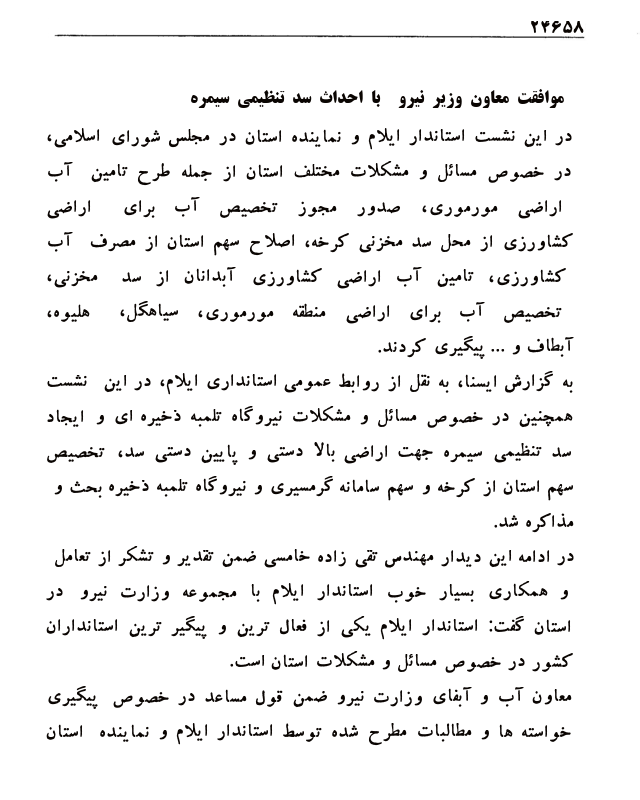 ۲۴۶۵۸
موافقت معاون وزیر نیرو با احداث سد تنظیمی سیمره
در این نشست استاندار ایلام و نماینده استان در مجلس شورای اسلامی،
در خصوص مسائل و مشکلات مختلف استان از جمله طرح تامین آب
اراضی مورموری، صدور مجوز تخصیص آب برای اراضی
کشاورزی از محل سد مخزنی کرخه، اصلاح سهم استان از مصرف آب
کشاورزی، تامین آب اراضی کشاورزی آبدانان از سد مخزنی،
تخصیص آب برای اراضی منطقه مورموری، سیاهگل، هلیوه،
آبطاف و ... پیگیری کردند.
به گزارش ایسنا، به نقل از روابط عمومی استانداری ایلام، در این نشست
همچنین در خصوص مسائل و مشکلات نیروگاه تلمبه ذخیره ای و ایجاد
سد تنظیمی سیمره جهت اراضی بالا دستی و پایین دستی سد، تخصیص
سهم استان از کرخه و سهم سامانه گرمسیری و نیروگاه تلمبه ذخیره بحث و
مذاکره شد.
در ادامه این دیدار مهندس تقی زاده خامسی ضمن تقدیر و تشکر از تعامل
و همکاری بسیار خوب استاندار ایلام با مجموعه وزارت نیرو در
استان گفت: استاندار ایلام یکی از فعال ترین و پیگیر ترین استانداران
کشور در خصوص مسائل و مشکلات استان است.
معاون آب و آبفای وزارت نیرو ضمن قول مساعد در خصوص پیگیری
خواسته ها و مطالبات مطرح شده توسط استاندار ایلام و نماینده استان